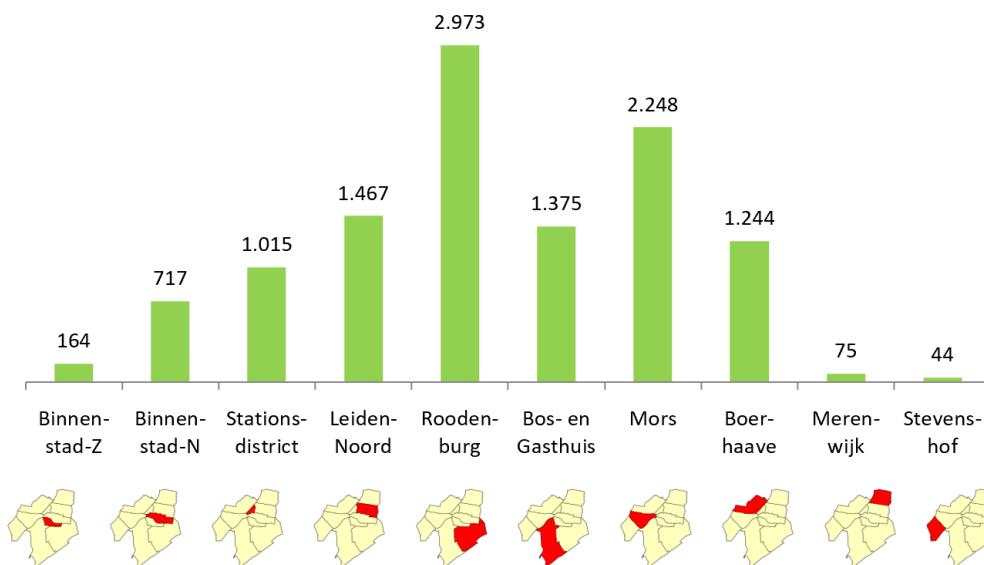 2.973
2.248
1.467
1.375
1.244
1.015
717
164
75
44
Binnen-
stad-Z
Binnen-
stad-N
Stations-
district
Leiden-
Noord
Rooden-
burg
Bos- en
Gasthuis
Mors
Boer-
haave
Meren-
wijk
Stevens-
hof